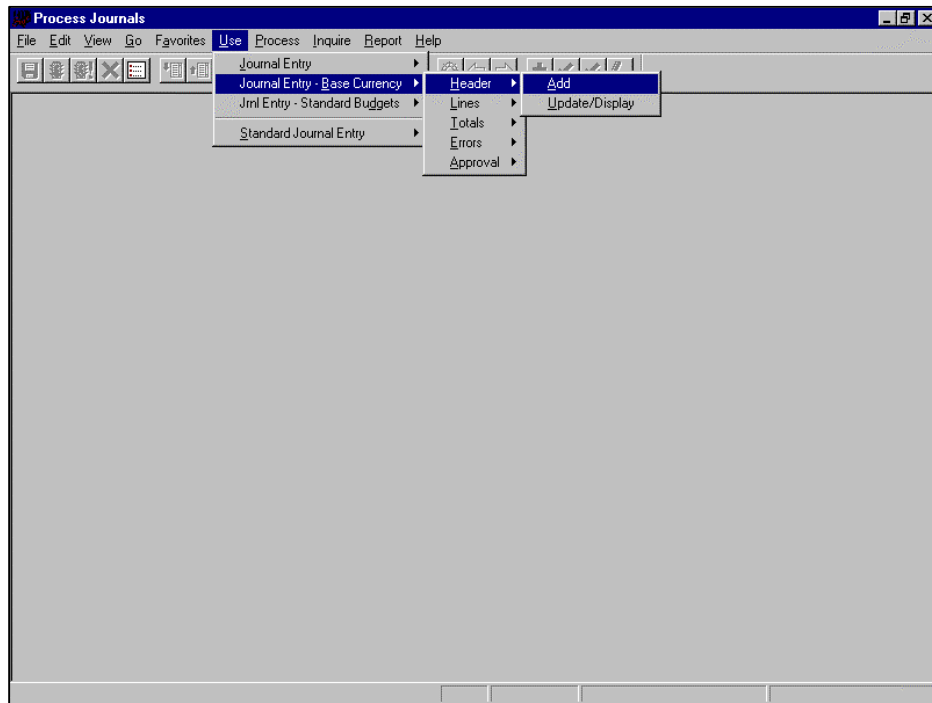 Process Journals
File Edit View Go Favorites Use Process Inquire Report Help
Journal Entry
Journal Entry - Base Currency Header Add
Jrnl Entry - Standard Budgets Lines Update/Display
Totals
Standard Journal Entry
Errors
Approval